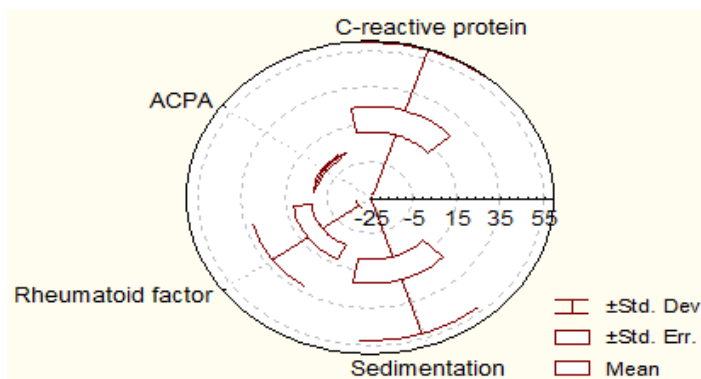 C-reactive protein
ACPA
-25 -5 15 35 55
Rheumatoid factor
±Std. Dev
±Std. Err.
Sedimentation
Mean